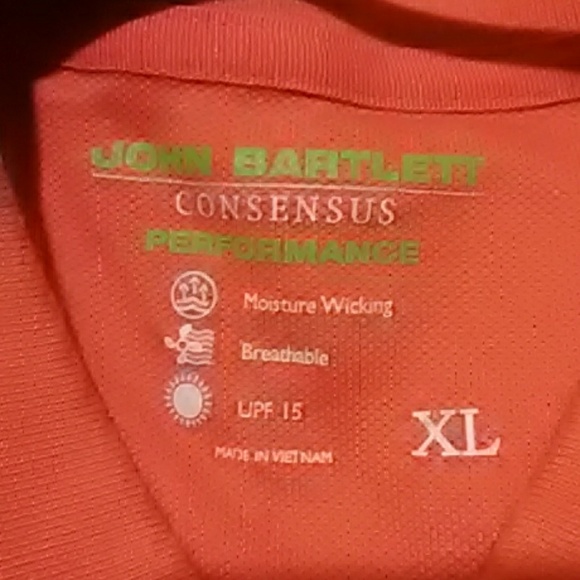 JOHN BARTLETT
CONSENSUS
PERFORMANCE
Moisture Wicking
Breathable
UPF 15
XL
MADE IN VIETNAM